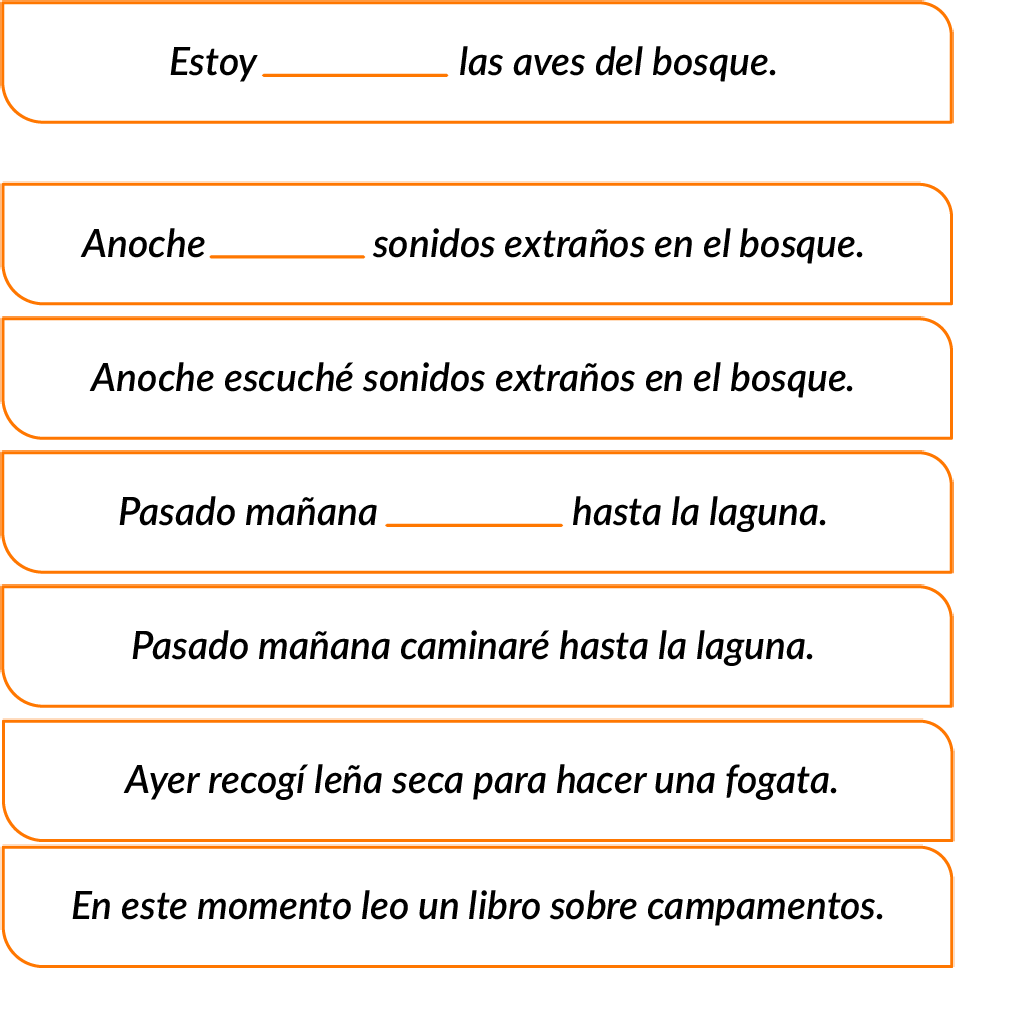 Estoy __________ las aves del bosque.
Anoche ________ sonidos extraños en el bosque.
Anoche escuché sonidos extraños en el bosque.
Pasado mañana _________ hasta la laguna.
Pasado mañana caminaré hasta la laguna.
Ayer recogí leña seca para hacer una fogata.
En este momento leo un libro sobre campamentos.